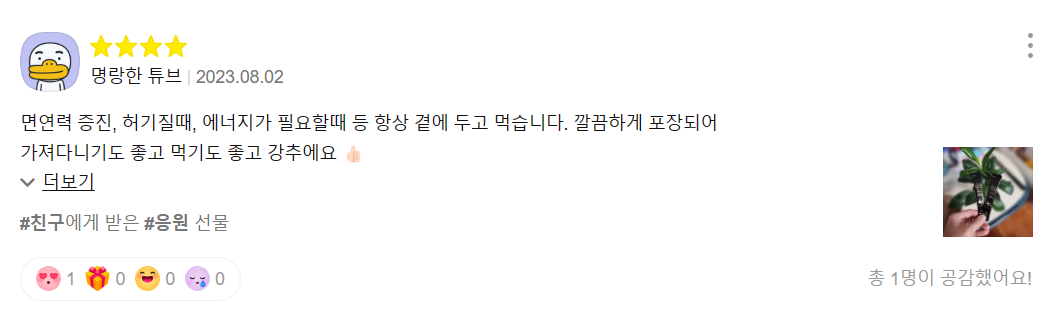 명랑한 튜브 | 2023.08.02
면연력 증진, 허기질때, 에너지가 필요할때 등 항상 곁에 두고 먹습니다. 깔끔하게 포장되어
가져다니기도 좋고 먹기도 좋고 강추에요 👍🏻
더보기
#친구에게 받은 #응원 선물
1 0 0 0
총 1명이 공감했어요!